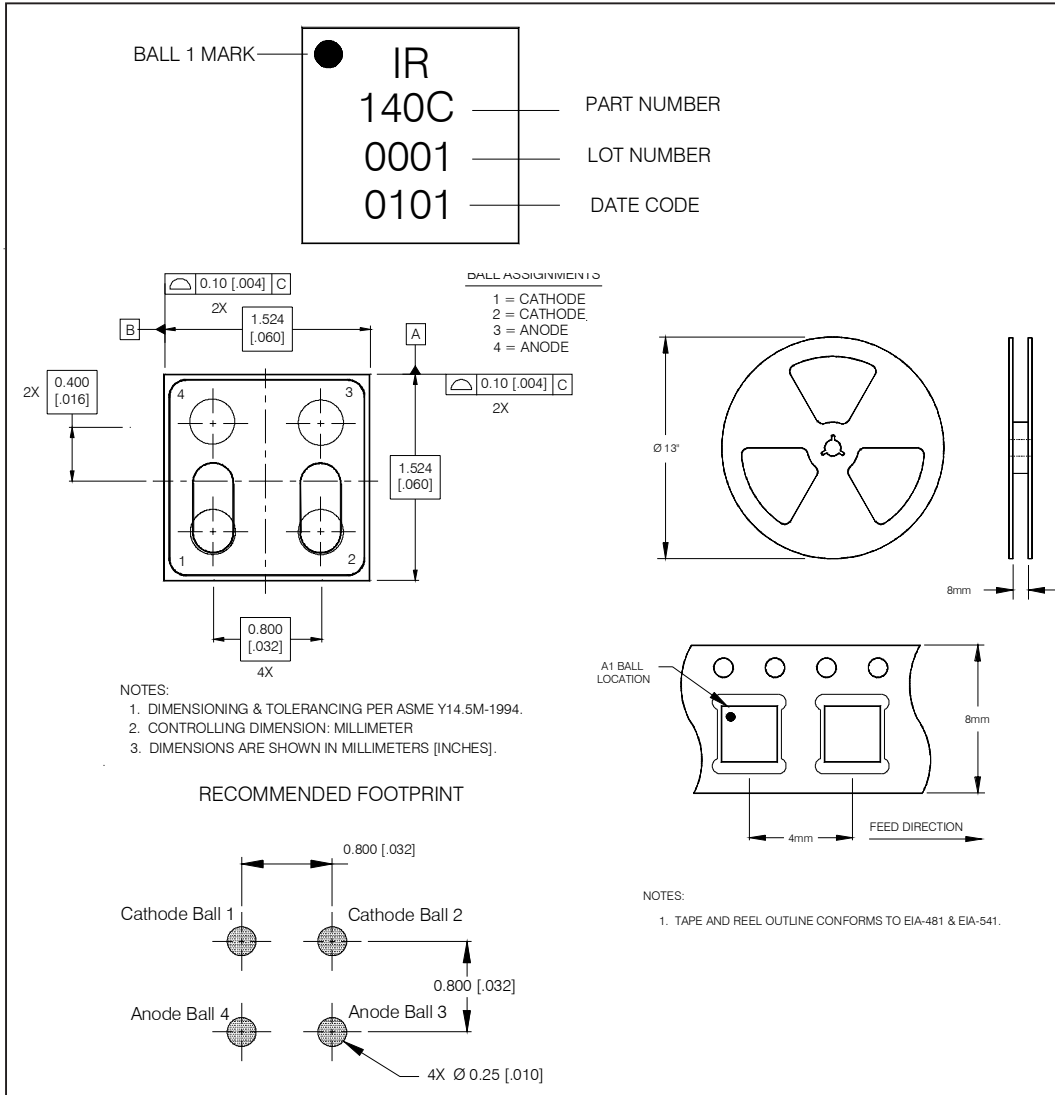 BALL 1 MARK
IR
140C
PART NUMBER
0001
LOT NUMBER
0101
DATE CODE
0.10 [.004] C
2X
1.524
[.060]
B
A
BALL ASSIGNMENTS
1 = CATHODE
2 = CATHODE
3 = ANODE
4 = ANODE
0.10 [.004] C
2X
2X
0.400
[.016]
4
3
1.524
[.060]
1
2
0.800
[.032]
4X
NOTES:
1. DIMENSIONING & TOLERANCING PER ASME Y14.5M-1994.
2. CONTROLLING DIMENSION: MILLIMETER
3. DIMENSIONS ARE SHOWN IN MILLIMETERS [INCHES].
Ø 13"
8mm
A1 BALL
LOCATION
8mm
4mm
FEED DIRECTION
NOTES:
1. TAPE AND REEL OUTLINE CONFORMS TO EIA-481 & EIA-541.
RECOMMENDED FOOTPRINT
0.800 [.032]
Cathode Ball 1
Cathode Ball 2
0.800 [.032]
Anode Ball 4
Anode Ball 3
4X Ø 0.25 [.010]